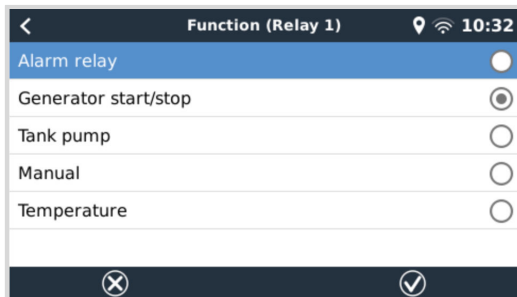 Function (Relay 1) 10:32
Alarm relay
Generator start/stop
Tank pump
Manual
Temperature